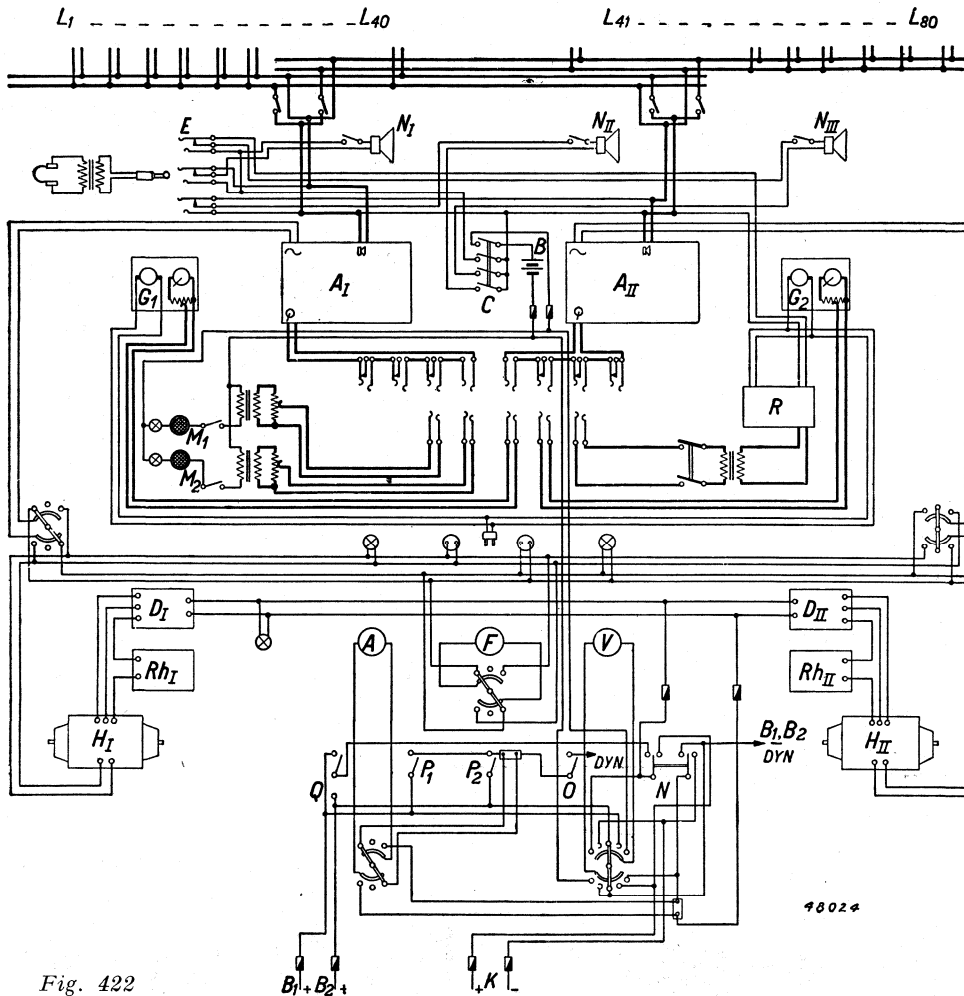 L1 L40 L41 L80
E NI NII NIII
AI B AII
C
G1 G2
R
M1
M2
DI DII
A F V
RhI RhII
HI HII
B1,B2
–
DYN
DYN.
Q P1 P2 O N
48024
B1+ B2+ +K–
Fig. 422